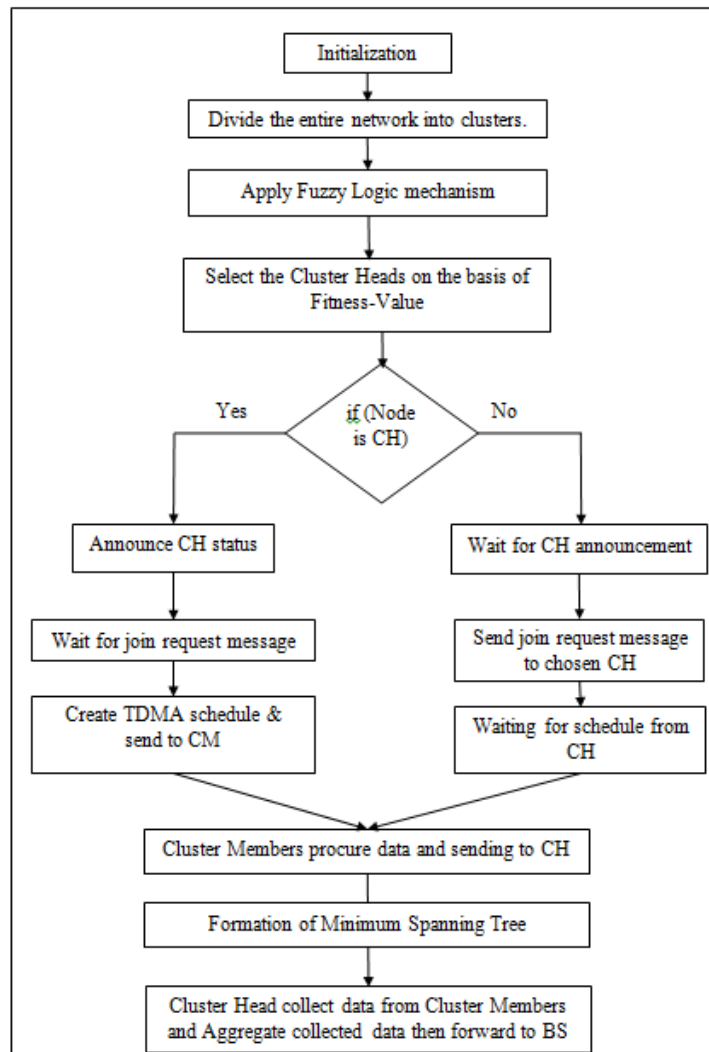 Initialization
Divide the entire network into clusters.
Apply Fuzzy Logic mechanism
Select the Cluster Heads on the basis of
Fitness-Value
Yes
if (Node
is CH)
No
Announce CH status
Wait for CH announcement
Wait for join request message
Send join request message
to chosen CH
Create TDMA schedule &
send to CM
Waiting for schedule from
CH
Cluster Members procure data and sending to CH
Formation of Minimum Spanning Tree
Cluster Head collect data from Cluster Members
and Aggregate collected data then forward to BS